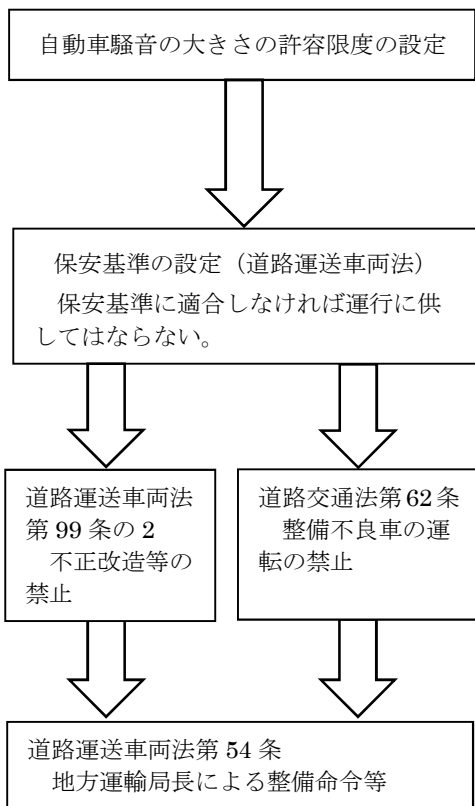 自動車騒音の大きさの許容限度の設定
保安基準の設定（道路運送車両法）
保安基準に適合しなければ運行に供
してはならない。
道路運送車両法
第 99 条の 2
不正改造等の
禁止
道路交通法第 62 条
整備不良車の運
転の禁止
道路運送車両法第 54 条
地方運輸局長による整備命令等